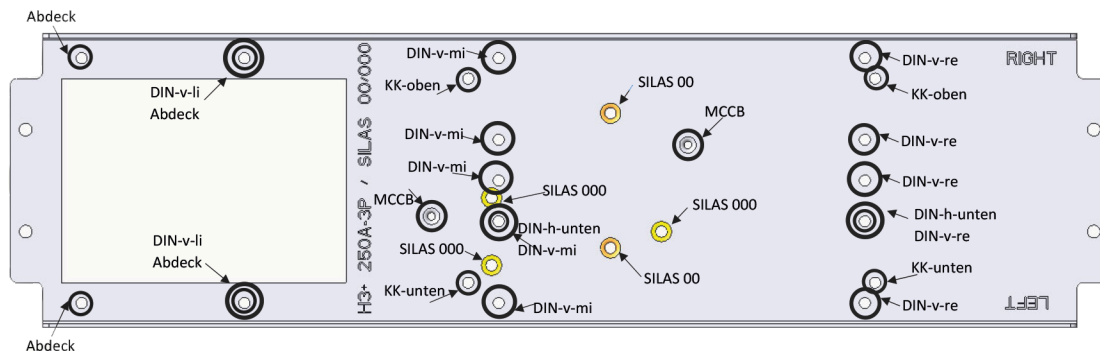 Abdeck
DIN-v-mi
DIN-v-re
RIGHT
DIN-v-li
Abdeck
KK-oben
SILAS 00
KK-oben
MCCB
DIN-v-mi
DIN-v-re
DIN-v-mi
DIN-v-re
SILAS 000
MCCB
SILAS 000
DIN-h-unten
DIN-v-re
DIN-h-unten
DIN-v-mi
DIN-v-li
Abdeck
SILAS 000
SILAS 00
KK-unten
KK-unten
H3+ 250A-3P / SILAS 00/000
DIN-v-mi
DIN-v-re
LEFT
Abdeck